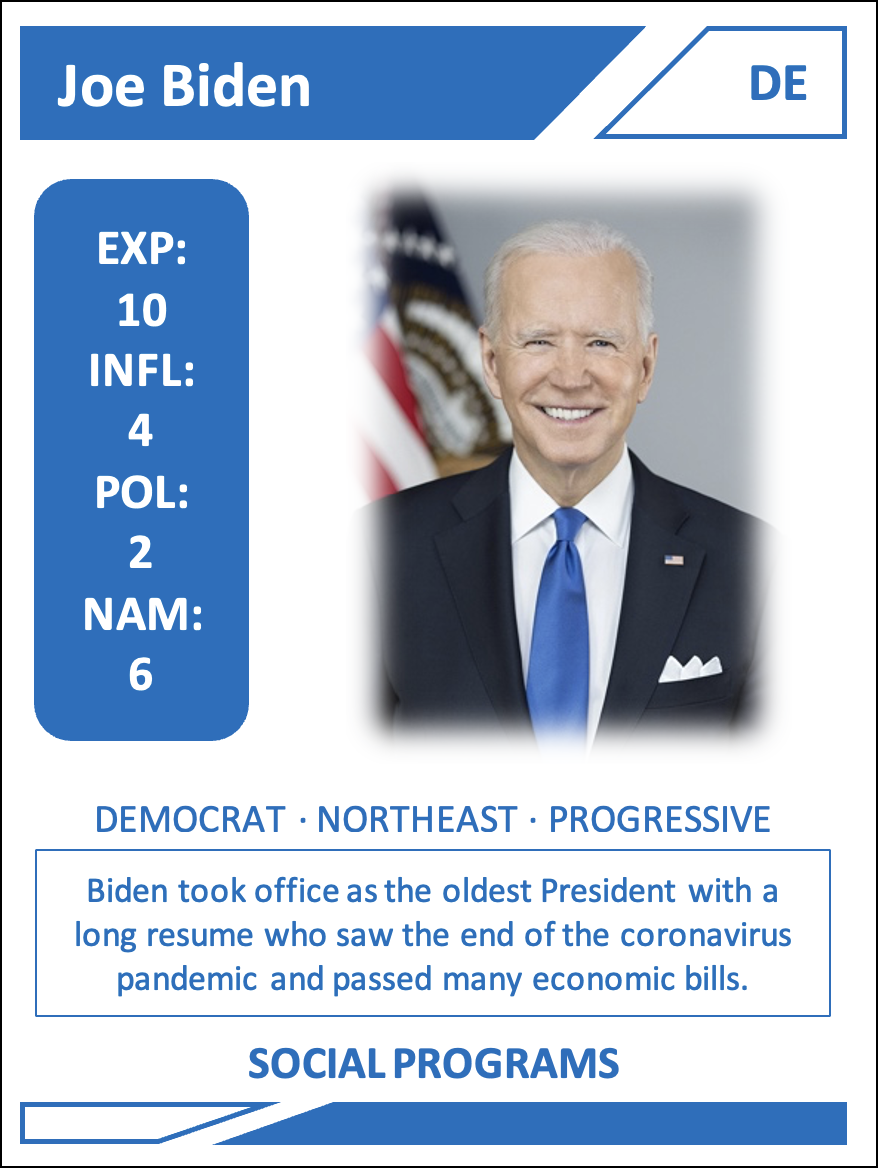 Joe Biden
DE
EXP:
10
INFL:
4
POL:
2
NAM:
6
DEMOCRAT · NORTHEAST · PROGRESSIVE
Biden took office as the oldest President with a
long resume who saw the end of the coronavirus
pandemic and passed many economic bills.
SOCIAL PROGRAMS